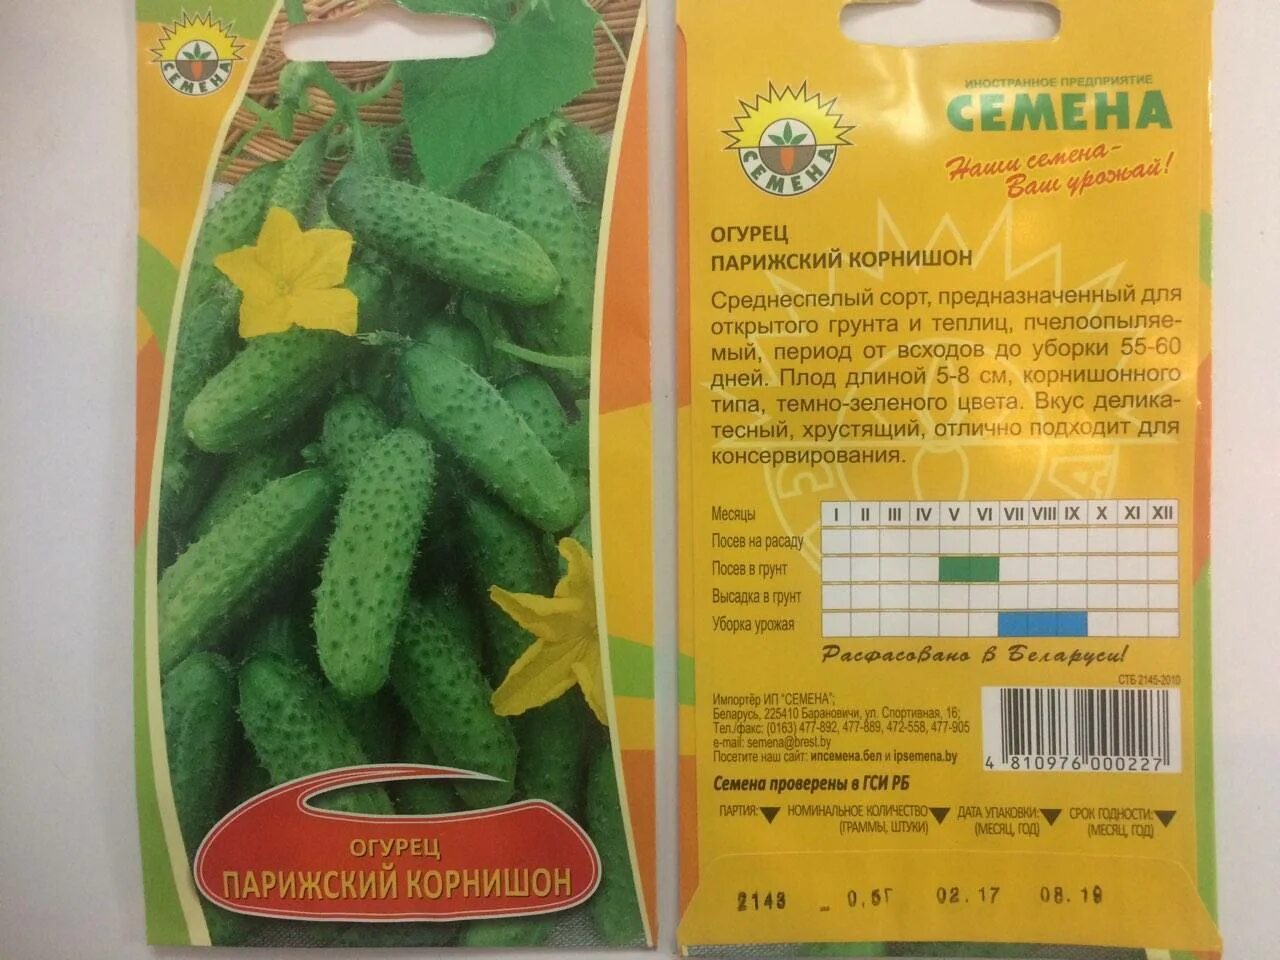 СЕМЕНА
ОГУРЕЦ
ПАРИЖСКИЙ КОРНИШОН
ИНОСТРАННОЕ ПРЕДПРИЯТИЕ
СЕМЕНА
Наши семена-
Ваш урожай!
СЕМЕНА
ОГУРЕЦ
ПАРИЖСКИЙ КОРНИШОН
Среднеспелый сорт, предназначенный для
открытого грунта и теплиц, пчелоопыляе-
мый, период от всходов до уборки 55-60
дней. Плод длиной 5-8 см, корнишонного
типа, темно-зеленого цвета. Вкус делика-
тесный, хрустящий, отлично подходит для
консервирования.
Месяцы I II III IV V VI VII VIII IX X XI XII
Посев на расаду
Посев в грунт
Высадка в грунт
Уборка урожая
Расфасовано в Беларуси!
СТБ 2145-2010
Импортёр ИП "СЕМЕНА";
Беларусь, 225410 Барановичи, ул. Спортивная, 16;
Тел./факс: (0163) 477-892, 477-889, 472-558, 477-905
e-mail: semena@brest.by
Посетите наш сайт: ипсемена.бел и ipsemena.by
4 810976 000227
Семена проверены в ГСИ РБ
ПАРТИЯ: НОМИНАЛЬНОЕ КОЛИЧЕСТВО (ГРАММЫ, ШТУКИ) ДАТА УПАКОВКИ: (МЕСЯЦ, ГОД) СРОК ГОДНОСТИ: (МЕСЯЦ, ГОД)
2143 0,5Г 02.17 08.19